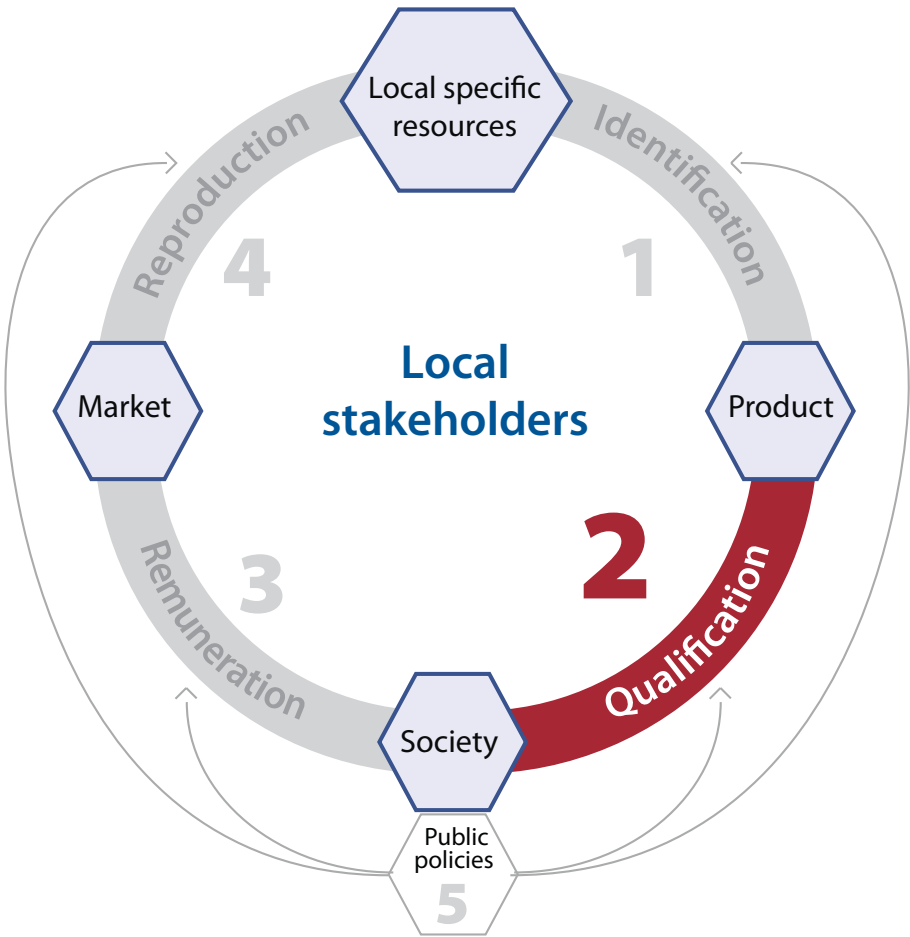 Local specific
resources
Identification
1
Product
Qualification
2
Society
Remuneration
3
Market
Reproduction
4
Local
stakeholders
Public
policies
5